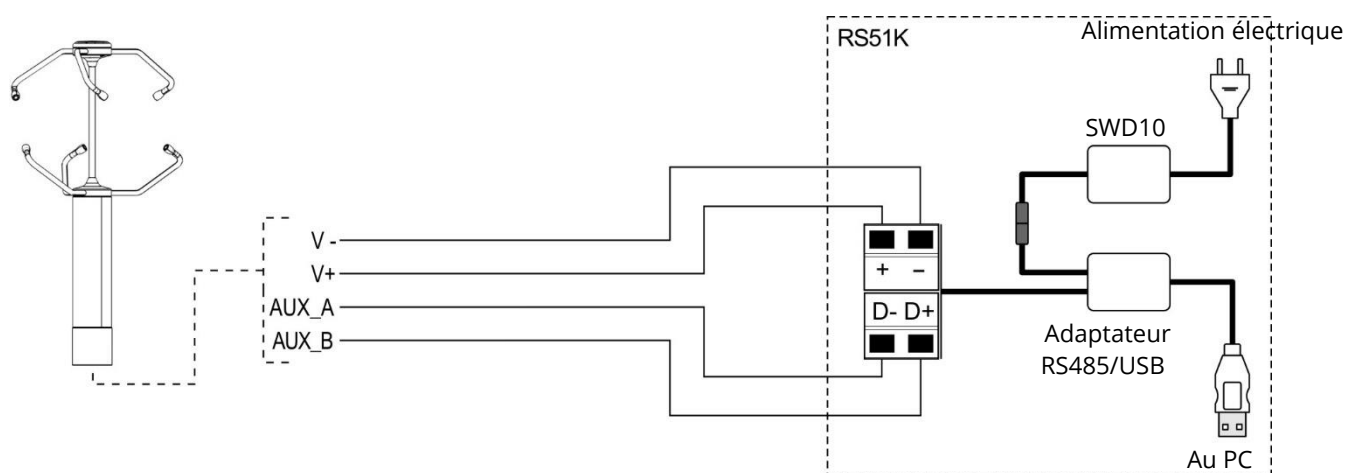 RS51K
Alimentation électrique
SWD10
V -
V+
AUX_A
AUX_B
+ −
D- D+
Adaptateur
RS485/USB
Au PC